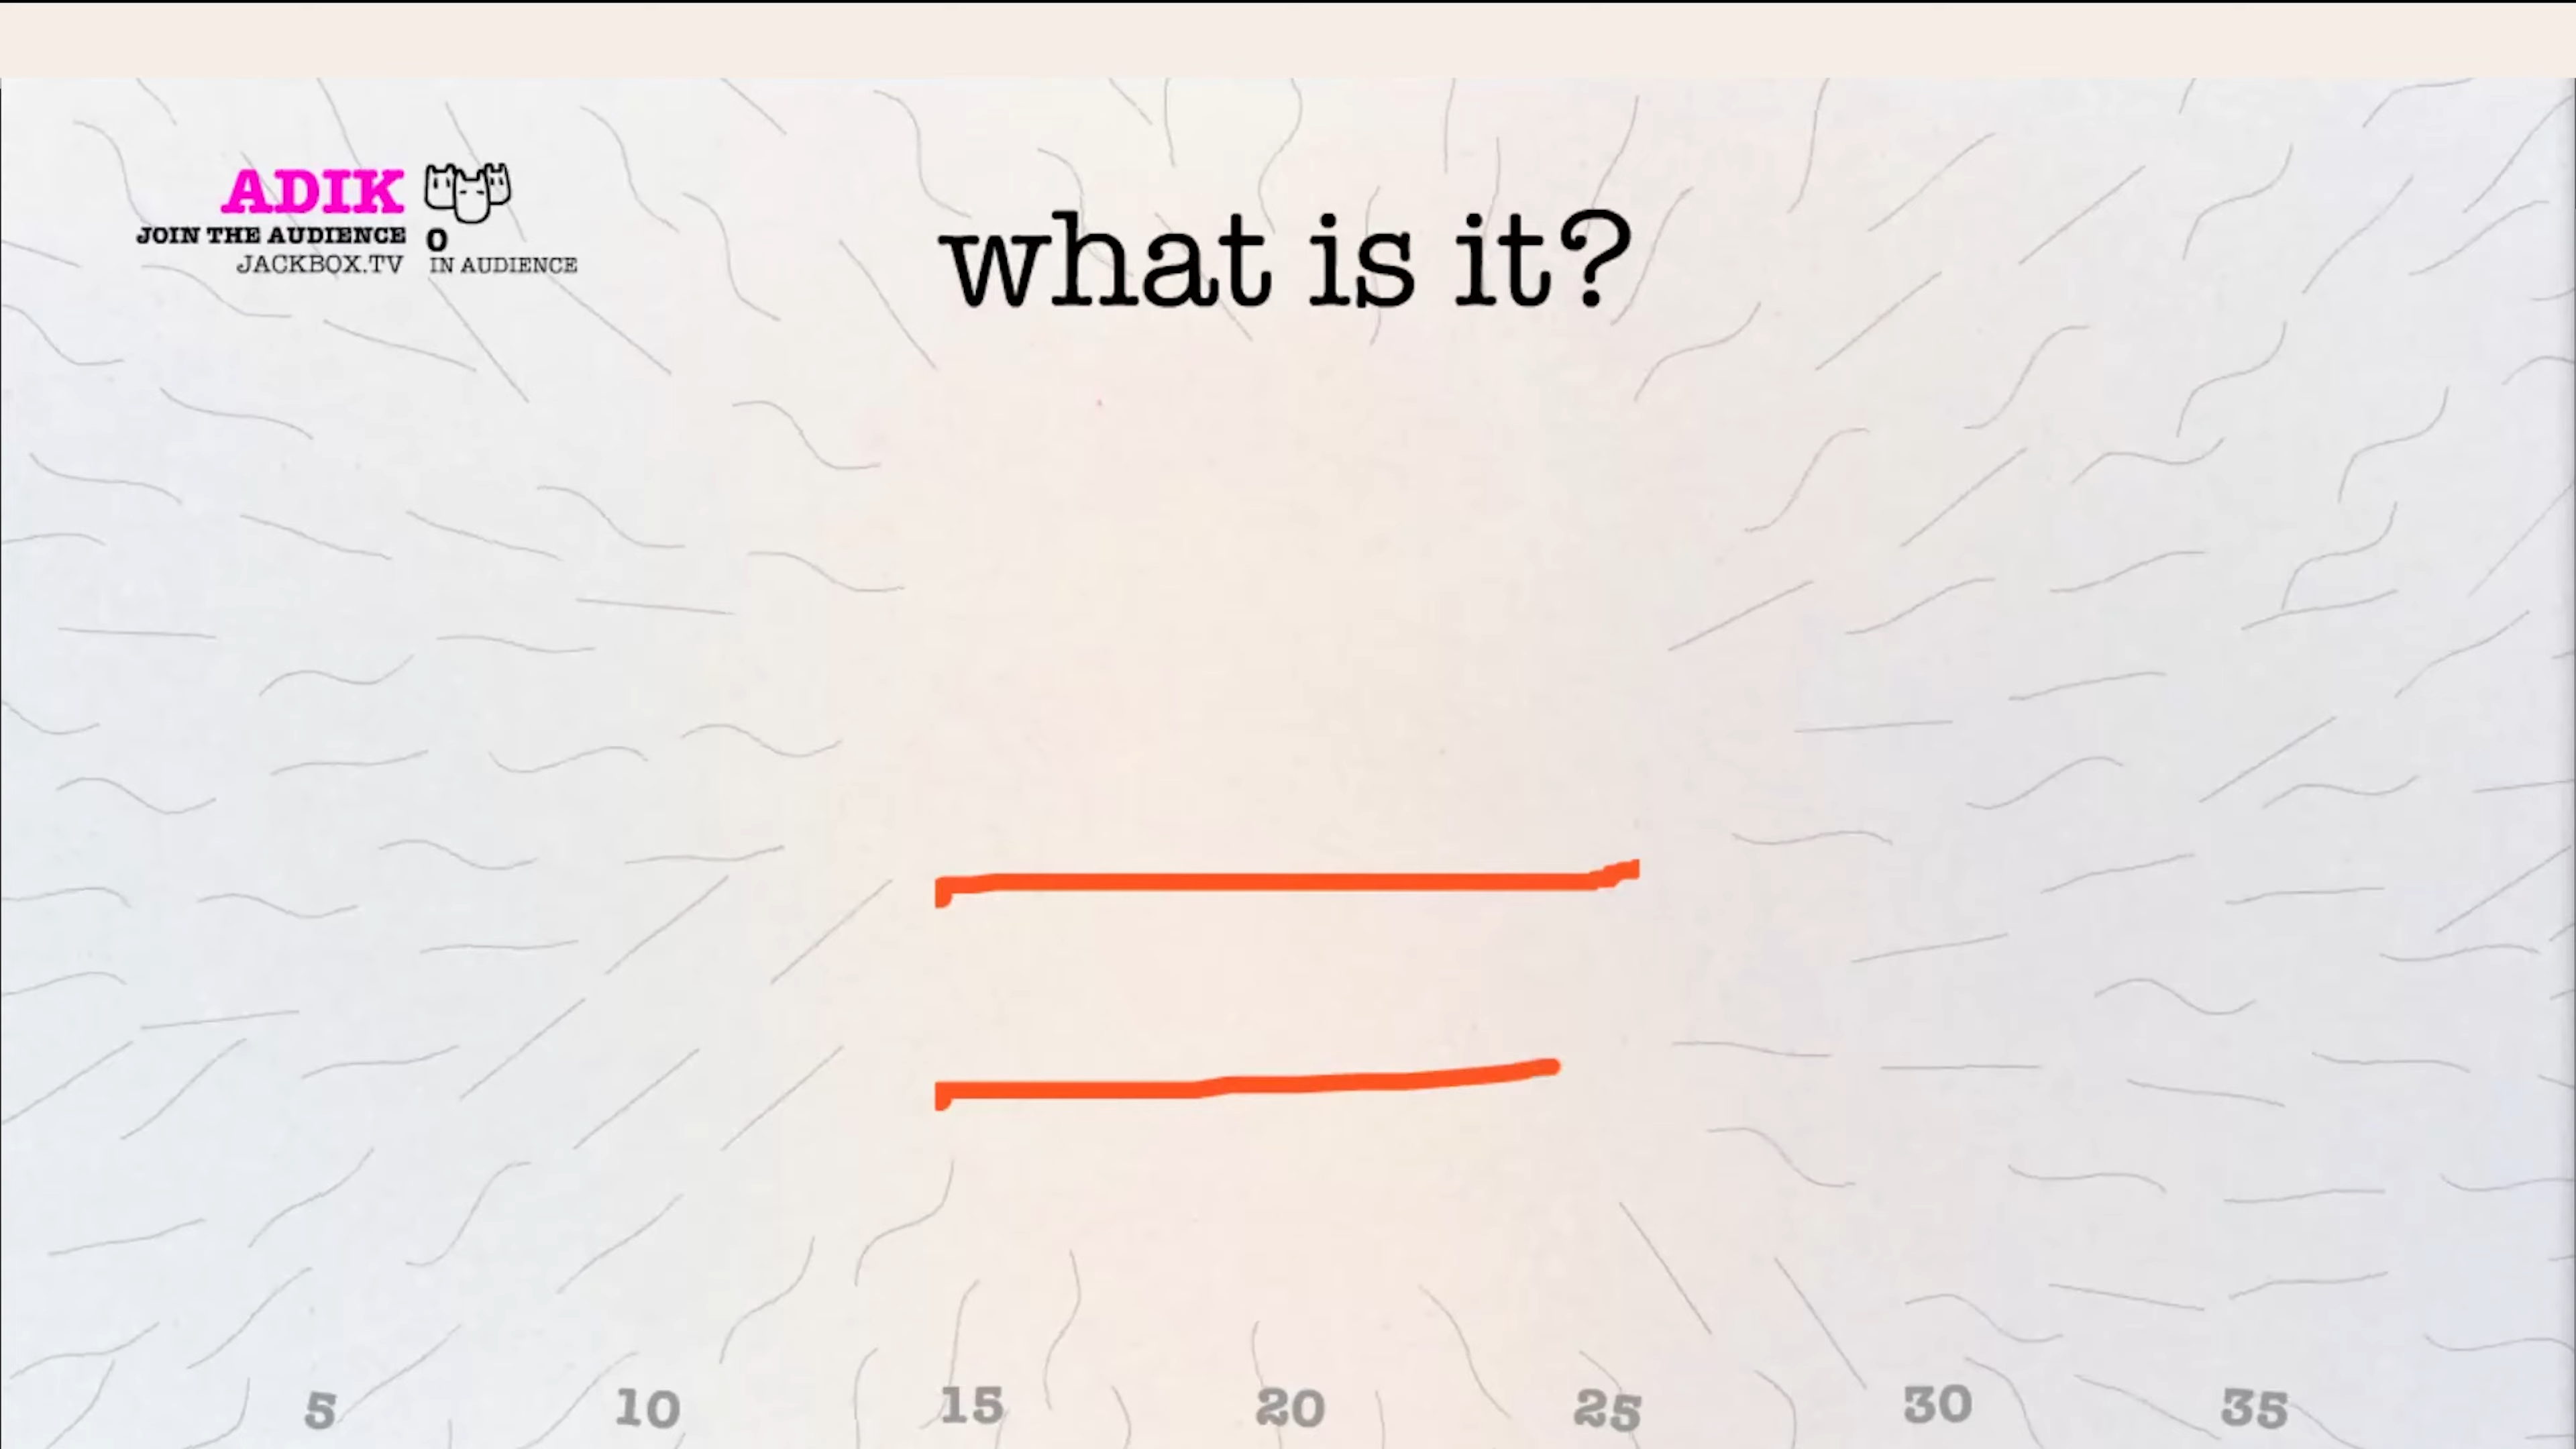 ADIK
JOIN THE AUDIENCE
JACKBOX.TV
0
IN AUDIENCE
what is it?
5 10 15 20 25 30 35